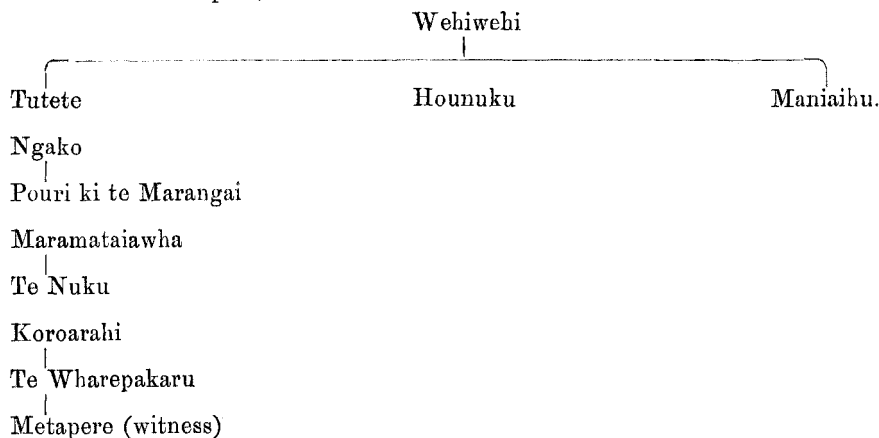 Wehiwehi
Tutete Hounuku Maniaihu.
Ngako
Pouri ki te Marangai
Maramataiawha
Te Nuku
Koroarahi
Te Wharepakaru
Metapere (witness)